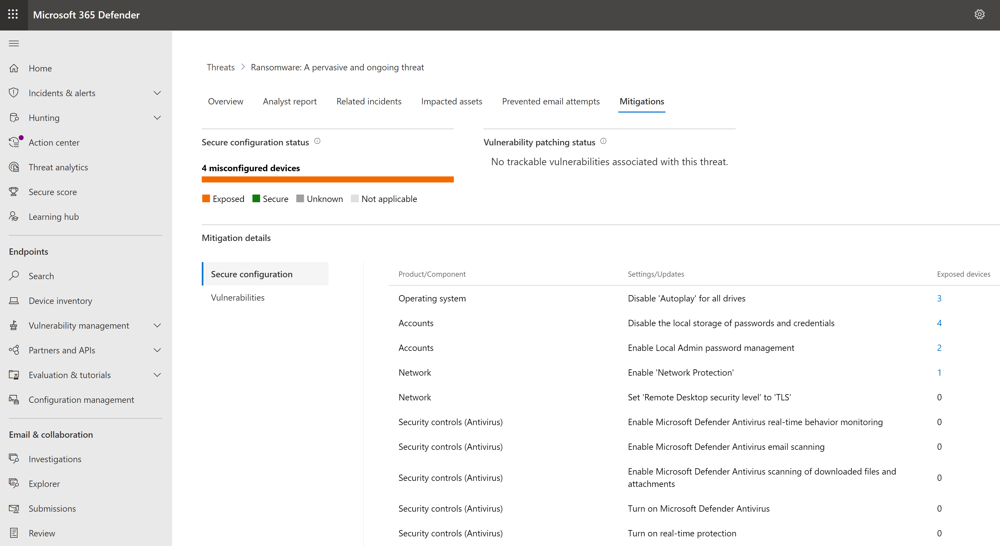 Microsoft 365 Defender
Home
Incidents & alerts
Hunting
Action center
Threat analytics
Secure score
Learning hub
Endpoints
Search
Device inventory
Vulnerability management
Partners and APIs
Evaluation & tutorials
Configuration management
Email & collaboration
Investigations
Explorer
Submissions
Review
Threats > Ransomware: A pervasive and ongoing threat
Overview Analyst report Related incidents Impacted assets Prevented email attempts Mitigations
Secure configuration status
4 misconfigured devices
Exposed Secure Unknown Not applicable
Vulnerability patching status
No trackable vulnerabilities associated with this threat.
Mitigation details
Secure configuration
Vulnerabilities
Product/Component Settings/Updates Exposed devices
Operating system Disable 'Autoplay' for all drives 3
Accounts Disable the local storage of passwords and credentials 4
Accounts Enable Local Admin password management 2
Network Enable 'Network Protection' 1
Network Set 'Remote Desktop security level' to 'TLS' 0
Security controls (Antivirus) Enable Microsoft Defender Antivirus real-time behavior monitoring 0
Security controls (Antivirus) Enable Microsoft Defender Antivirus email scanning 0
Security controls (Antivirus) Enable Microsoft Defender Antivirus scanning of downloaded files and
attachments 0
Security controls (Antivirus) Turn on Microsoft Defender Antivirus 0
Security controls (Antivirus) Turn on real-time protection 0